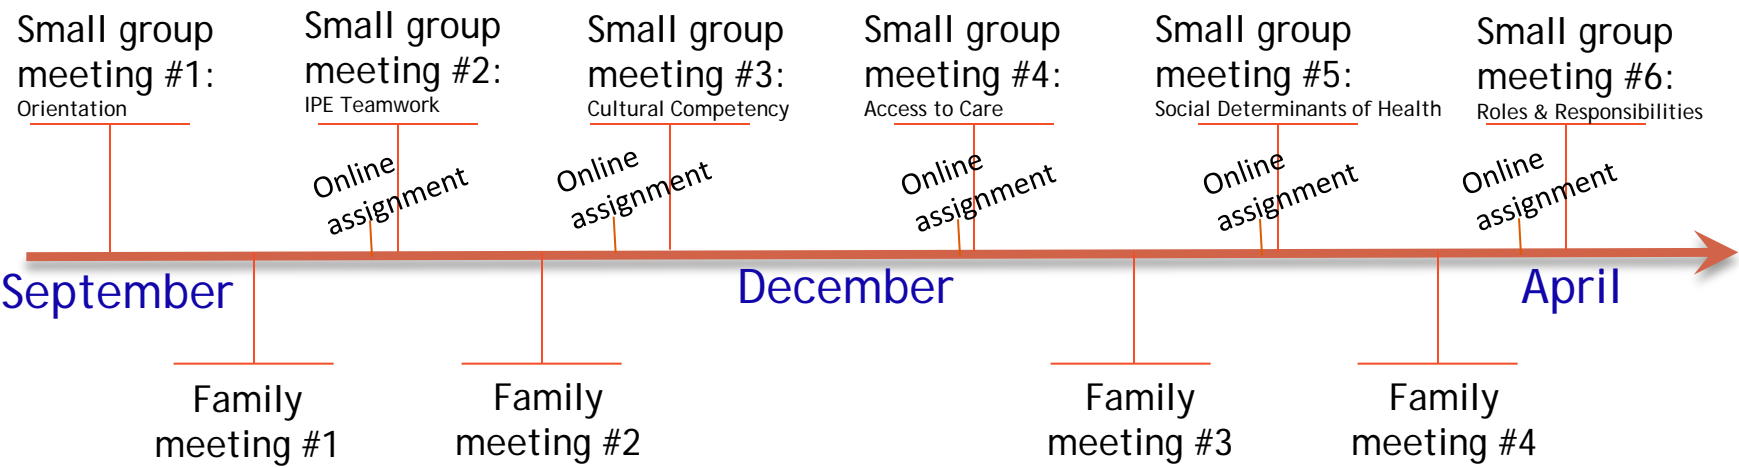 Small group
meeting #1:
Orientation
Small group
meeting #2:
IPE Teamwork
Small group
meeting #3:
Cultural Competency
Small group
meeting #4:
Access to Care
Small group
meeting #5:
Social Determinants of Health
Small group
meeting #6:
Roles & Responsibilities
Online
assignment
Online
assignment
Online
assignment
Online
assignment
Online
assignment
September
December
April
Family
meeting #1
Family
meeting #2
Family
meeting #3
Family
meeting #4